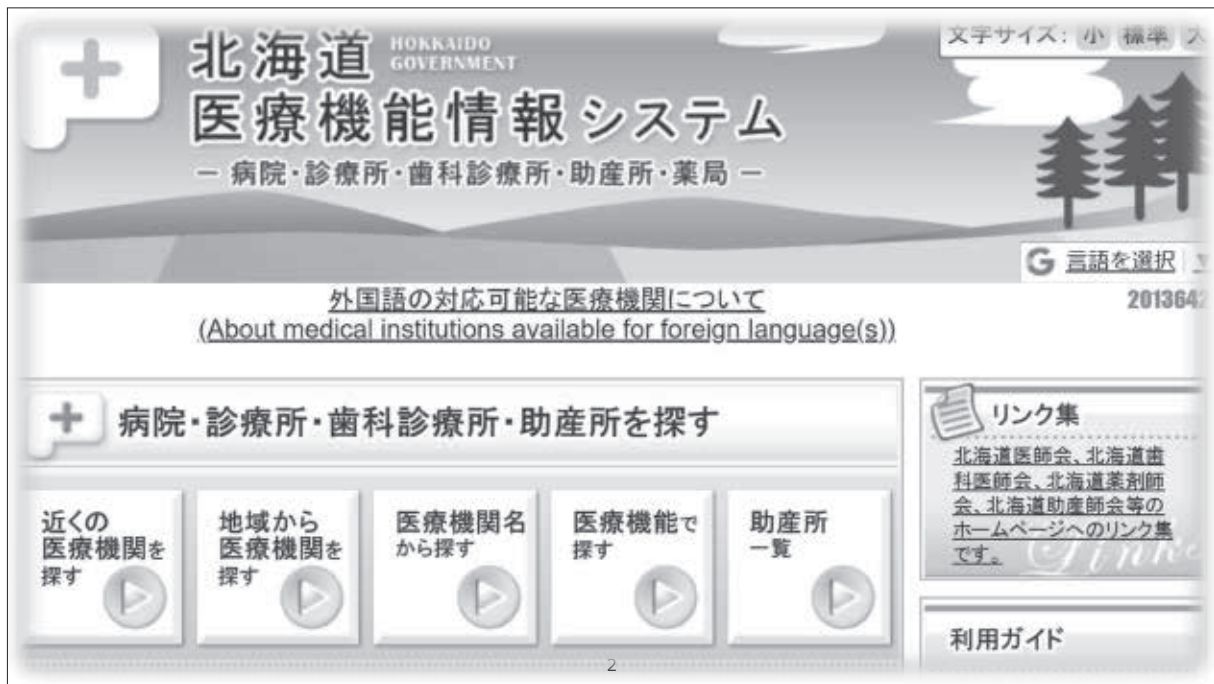 北海道 HOKKAIDO GOVERNMENT
医療機能情報システム
－ 病院・診療所・歯科診療所・助産所・薬局 －
文字サイズ: 小 標準 大
G 言語を選択
外国語の対応可能な医療機関について
(About medical institutions available for foreign language(s))
2013642
病院・診療所・歯科診療所・助産所を探す
近くの
医療機関を
探す
地域から
医療機関を
探す
医療機関名
から探す
医療機能で
探す
助産所
一覧
リンク集
北海道医師会、北海道歯
科医師会、北海道薬剤師
会、北海道助産師会等の
ホームページへのリンク集
です。
Link
利用ガイド
2